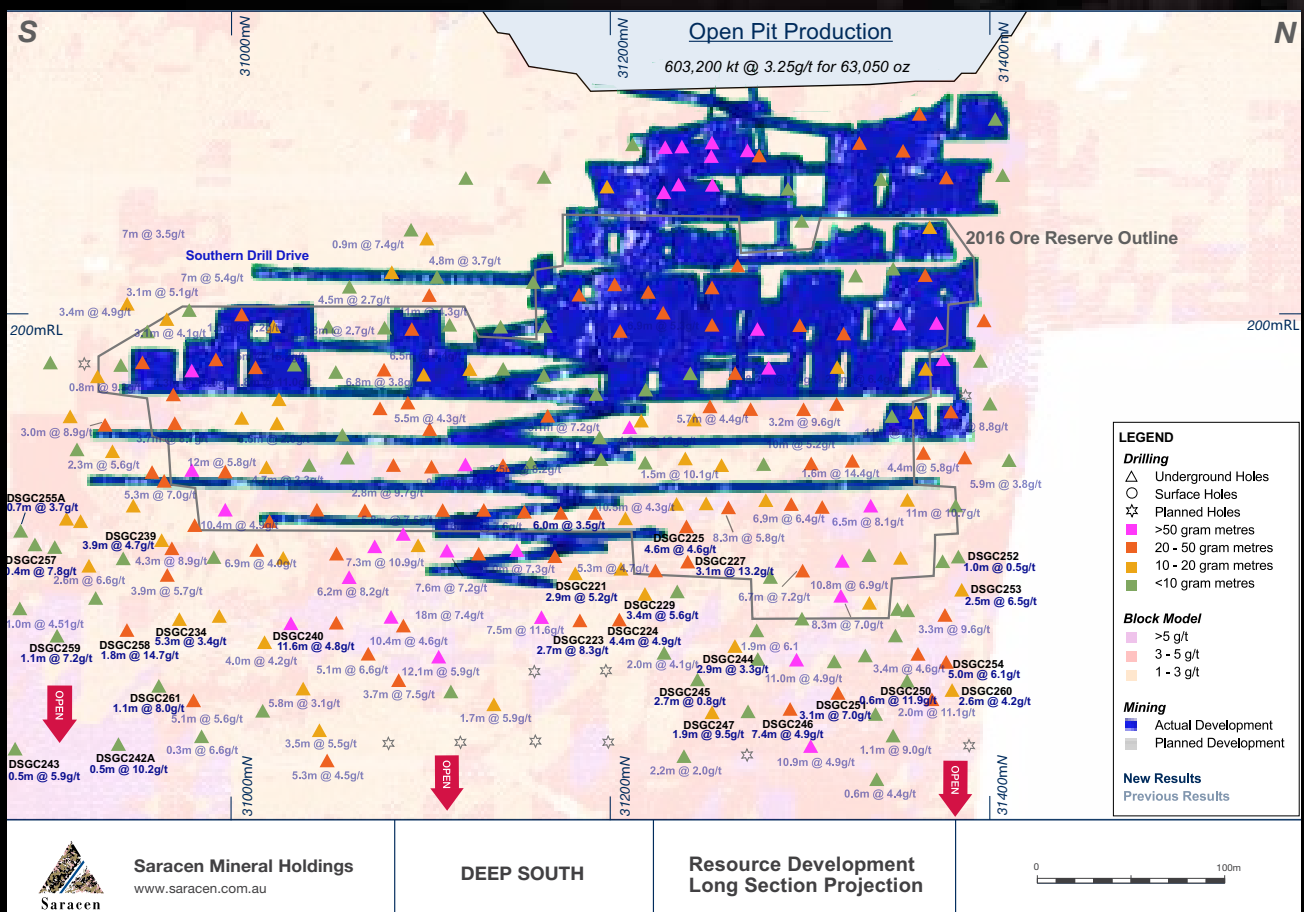 S
N
31000mN
31200mN
31400mN
Open Pit Production
603,200 kt @ 3.25g/t for 63,050 oz
7m @ 3.5g/t
0.9m @ 7.4g/t
2016 Ore Reserve Outline
Southern Drill Drive
4.8m @ 3.7g/t
7m @ 5.4g/t
3.1m @ 5.1g/t
4.5m @ 2.7g/t
3.4m @ 4.9g/t
200mRL
200mRL
3.1m @ 4.1g/t
6.8m @ 3.8g/t
5.5m @ 4.3g/t
5.7m @ 4.4g/t
3.2m @ 9.6g/t
3.0m @ 8.9g/t
2.3m @ 5.6g/t
12m @ 5.8g/t
1.5m @ 10.1g/t
1.6m @ 14.4g/t
4.4m @ 5.8g/t
5.9m @ 3.8g/t
5.3m @ 7.0g/t
2.8m @ 9.7g/t
DSGC255A
0.7m @ 3.7g/t
10.4m @ 4.9g/t
6.0m @ 3.5g/t
10.5m @ 4.3g/t
6.9m @ 6.4g/t
6.5m @ 8.1g/t
11m @ 10.7g/t
DSGC239
3.9m @ 4.7g/t
DSGC225
4.6m @ 4.6g/t
8.3m @ 5.8g/t
DSGC257
0.4m @ 7.8g/t
4.3m @ 8.9g/t
6.9m @ 4.0g/t
7.3m @ 10.9g/t
5.3m @ 4.7g/t
DSGC227
3.1m @ 13.2g/t
DSGC252
1.0m @ 0.5g/t
2.6m @ 6.6g/t
3.9m @ 5.7g/t
6.2m @ 8.2g/t
7.6m @ 7.2g/t
DSGC221
2.9m @ 5.2g/t
6.7m @ 7.2g/t
10.8m @ 6.9g/t
DSGC253
2.5m @ 6.5g/t
DSGC229
3.4m @ 5.6g/t
1.0m @ 4.51g/t
DSGC234
5.3m @ 3.4g/t
18m @ 7.4g/t
8.3m @ 7.0g/t
3.3m @ 9.6g/t
DSGC259
1.1m @ 7.2g/t
DSGC258
1.8m @ 14.7g/t
DSGC240
11.6m @ 4.8g/t
10.4m @ 4.6g/t
7.5m @ 11.6g/t
DSGC223
2.7m @ 8.3g/t
DSGC224
4.4m @ 4.9g/t
1.9m @ 6.1
4.0m @ 4.2g/t
5.1m @ 6.6g/t
12.1m @ 5.9g/t
2.0m @ 4.1g/t
DSGC244
2.9m @ 3.3g/t
11.0m @ 4.9g/t
3.4m @ 4.6g/t
DSGC254
5.0m @ 6.1g/t
OPEN
DSGC261
1.1m @ 8.0g/t
5.8m @ 3.1g/t
3.7m @ 7.5g/t
DSGC245
2.7m @ 0.8g/t
DSGC250
0.6m @ 11.9g/t
DSGC260
2.6m @ 4.2g/t
5.1m @ 5.6g/t
1.7m @ 5.9g/t
DSGC251
3.1m @ 7.0g/t
2.0m @ 11.1g/t
DSGC247
1.9m @ 9.5g/t
DSGC246
7.4m @ 4.9g/t
0.3m @ 6.6g/t
3.5m @ 5.5g/t
1.1m @ 9.0g/t
DSGC243
0.5m @ 5.9g/t
DSGC242A
0.5m @ 10.2g/t
5.3m @ 4.5g/t
2.2m @ 2.0g/t
10.9m @ 4.9g/t
0.6m @ 4.4g/t
OPEN
OPEN
31000mN
31200mN
31400mN
LEGEND
Drilling
Underground Holes
Surface Holes
Planned Holes
>50 gram metres
20 - 50 gram metres
10 - 20 gram metres
<10 gram metres
Block Model
>5 g/t
3 - 5 g/t
1 - 3 g/t
Mining
Actual Development
Planned Development
New Results
Previous Results
Saracen
Saracen Mineral Holdings
www.saracen.com.au
DEEP SOUTH
Resource Development
Long Section Projection
0
100m